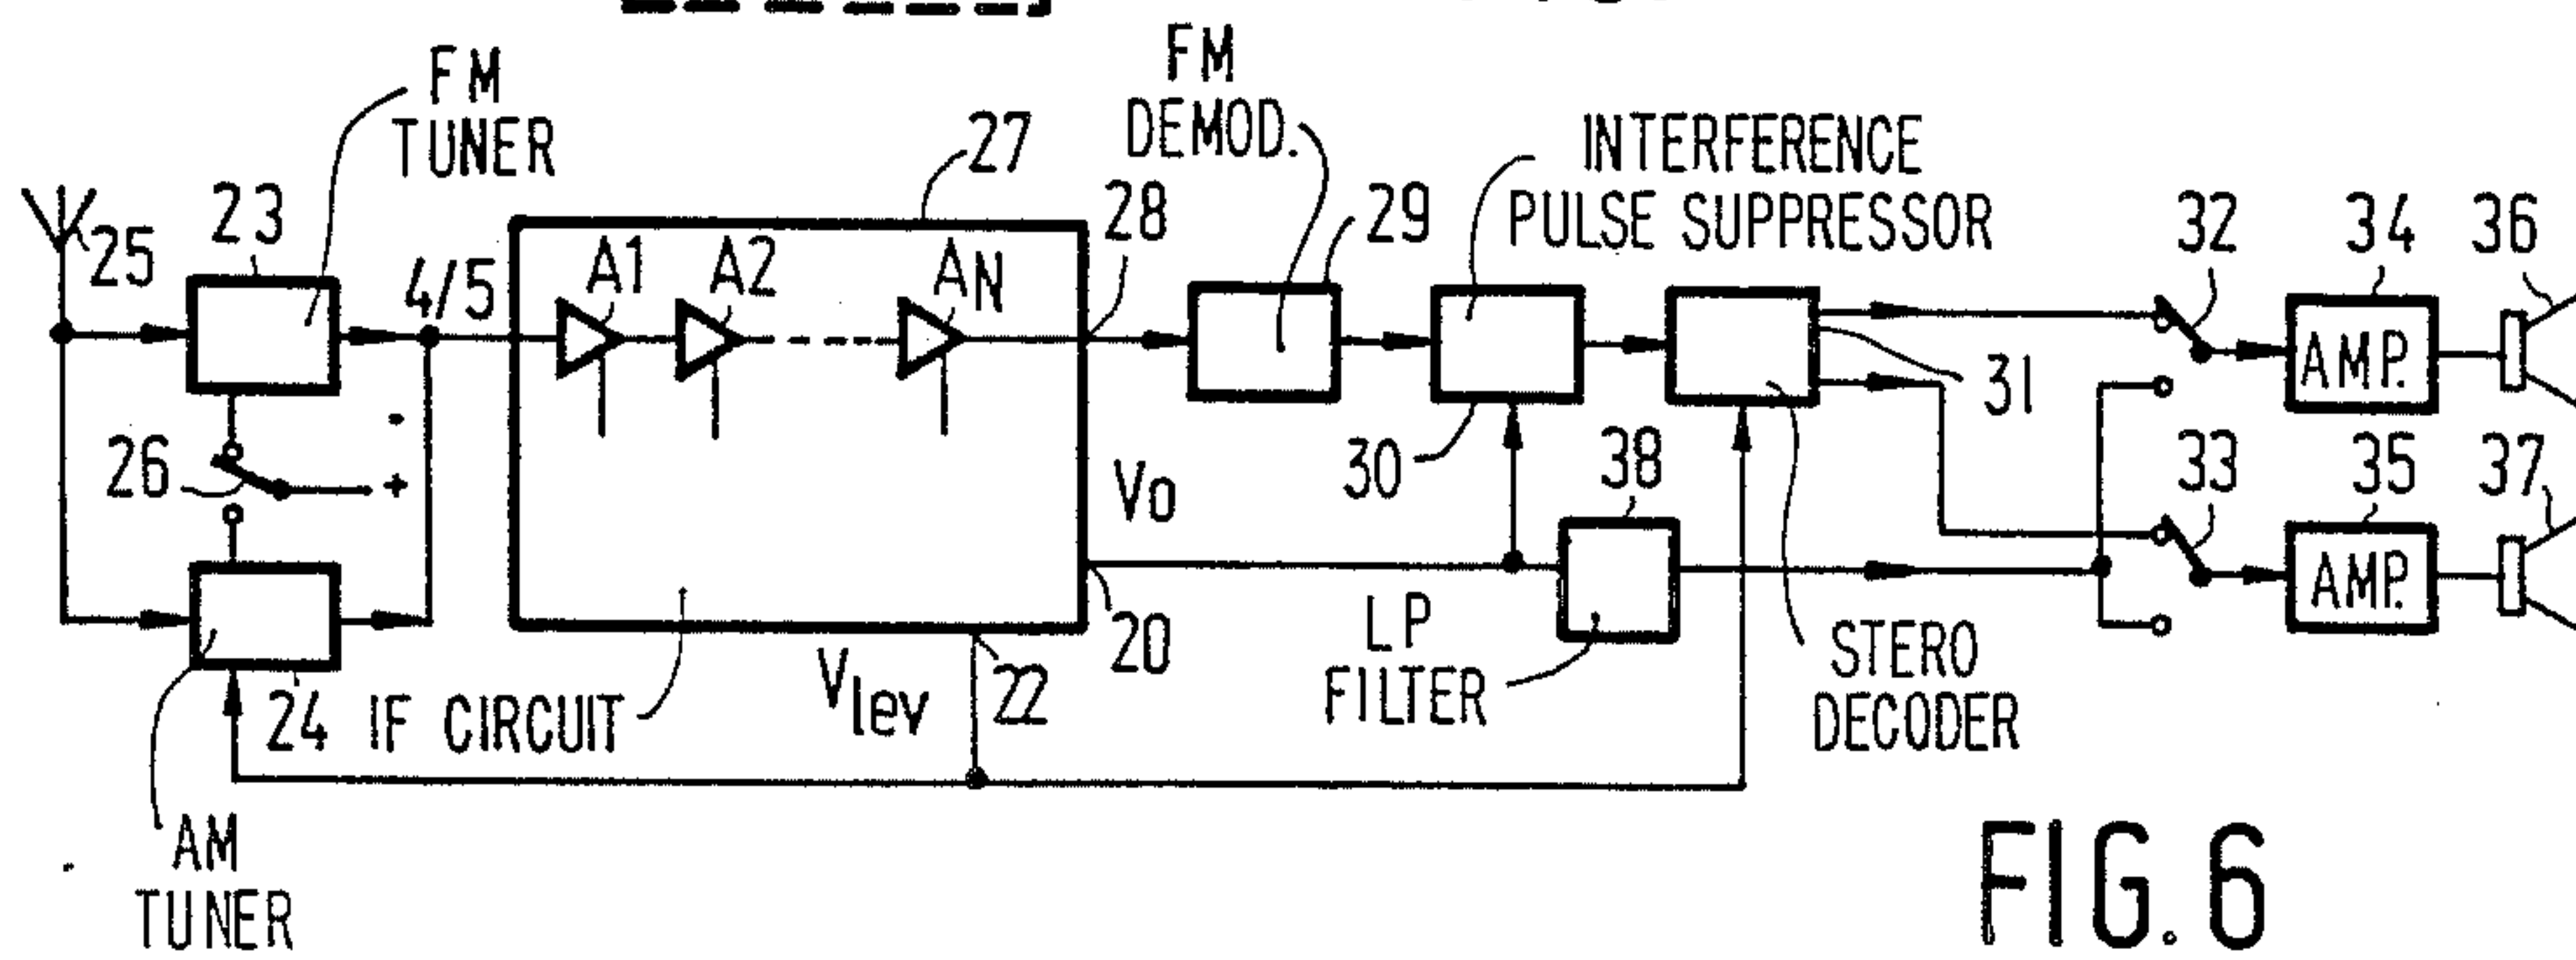 FM
TUNER
FM
DEMOD.
INTERFERENCE
PULSE SUPPRESSOR
27
28
29
23
25
4/5
A1
A2
AN
32
34
36
AMP.
31
-
+
26
30
38
33
35
37
AMP.
Vo
20
22
Vlev
24
IF CIRCUIT
LP
FILTER
STERO
DECODER
AM
TUNER
FIG. 6